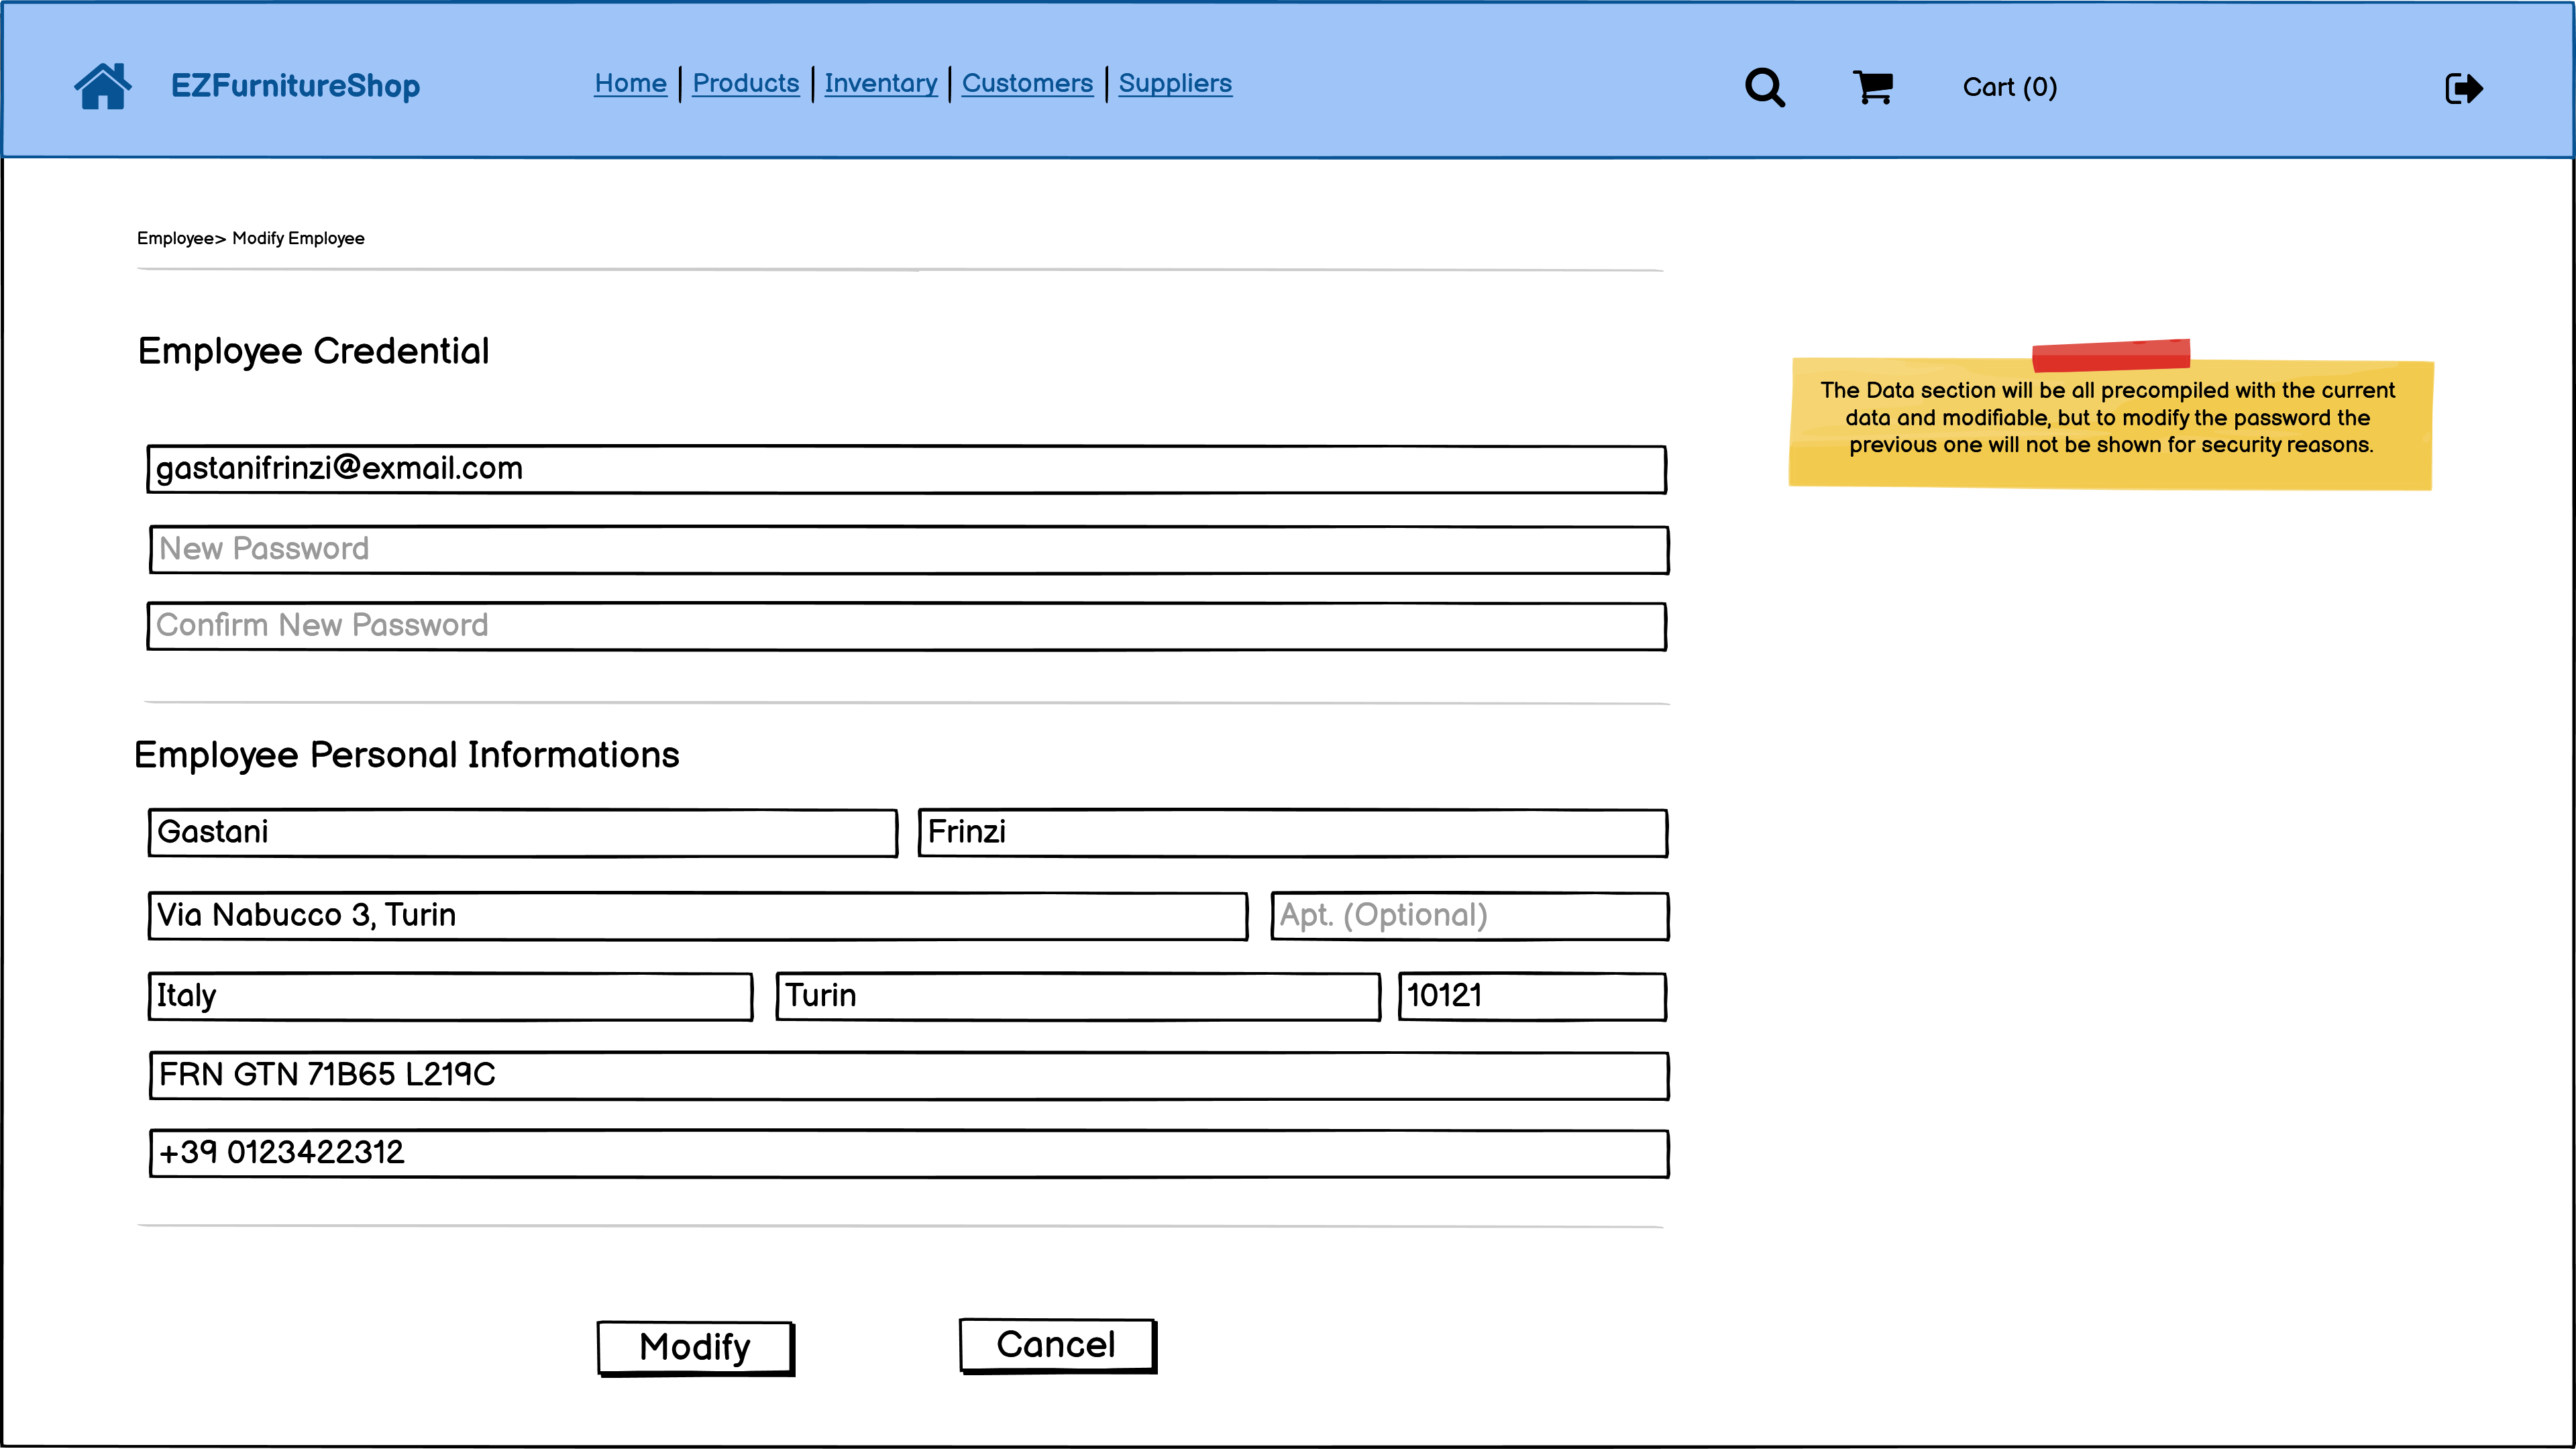 EZFurnitureShop
Home | Products | Inventory | Customers | Suppliers
Cart (0)
Employee> Modify Employee
Employee Credential
The Data section will be all precompiled with the current
data and modifiable, but to modify the password the
previous one will not be shown for security reasons.
gastanifrinzi@exmail.com
New Password
Confirm New Password
Employee Personal Informations
Gastani
Frinzi
Via Nabucco 3, Turin
Apt. (Optional)
Italy
Turin
10121
FRN GTN 71B65 L219C
+39 0123422312
Modify
Cancel